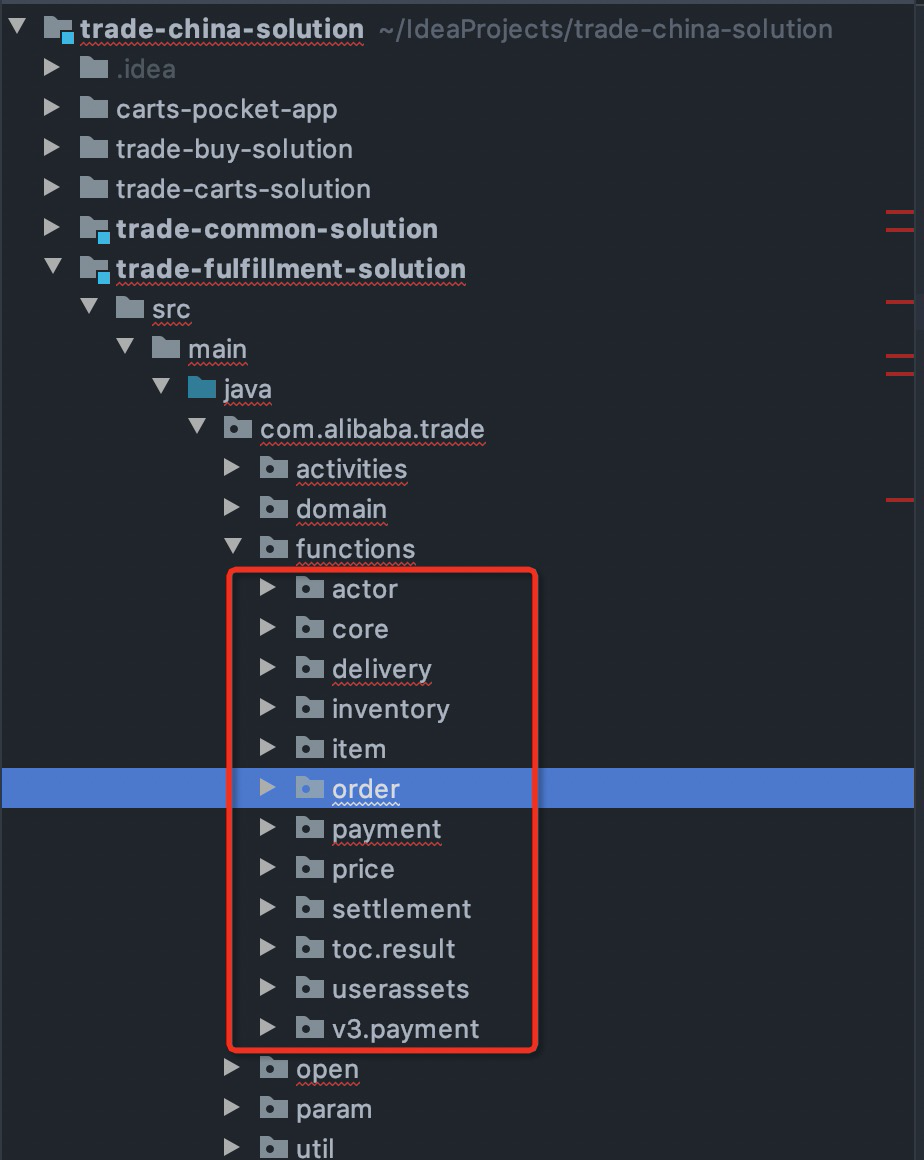 trade-china-solution ~/IdeaProjects/trade-china-solution
.idea
carts-pocket-app
trade-buy-solution
trade-carts-solution
trade-common-solution
trade-fulfillment-solution
src
main
java
com.alibaba.trade
activities
domain
functions
actor
core
delivery
inventory
item
order
payment
price
settlement
toc.result
userassets
v3.payment
open
param
util